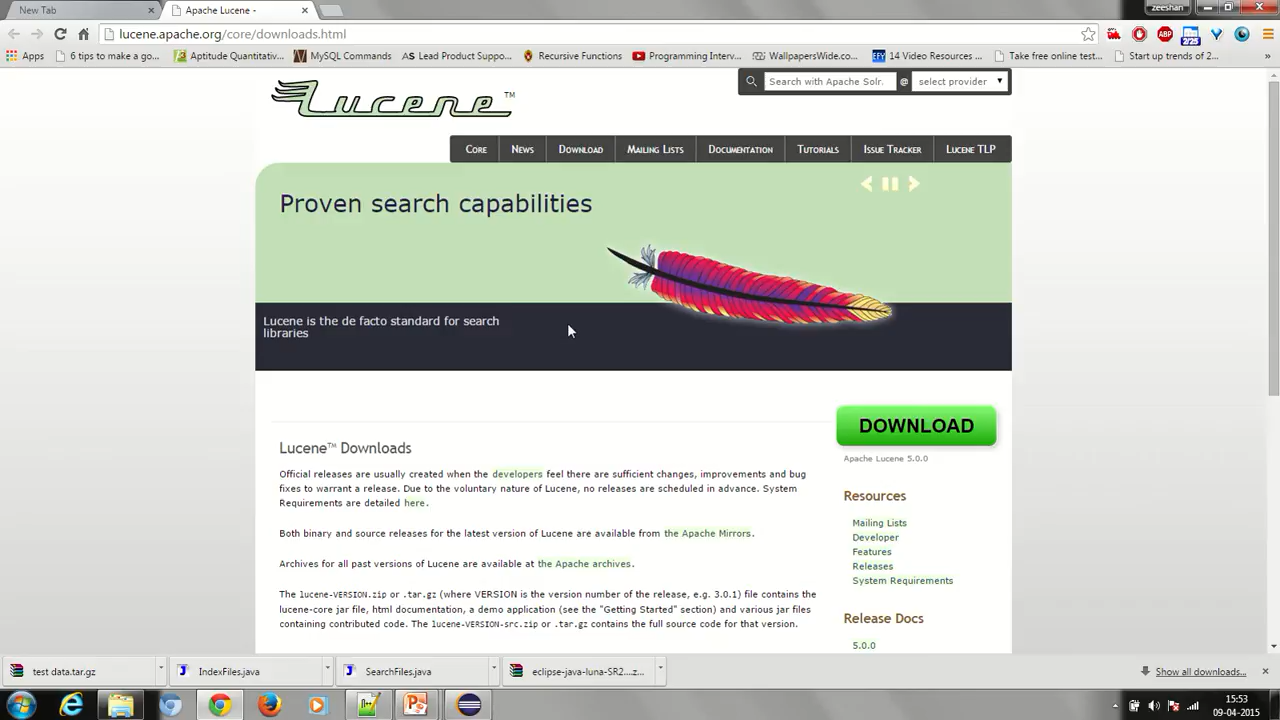 New Tab
Apache Lucene -
zeeshan
lucene.apache.org/core/downloads.html
2/25
Apps
6 tips to make a go...
Aptitude Quantitativ...
MySQL Commands
AS Lead Product Suppo...
Recursive Functions
Programming Interv...
WallpapersWide.co...
14 Video Resources ...
Take free online test...
Start up trends of 2...
»
Lucene™
Search with Apache Solr.
@
select provider
Core
News
Download
Mailing Lists
Documentation
Tutorials
Issue Tracker
Lucene TLP
Proven search capabilities
Lucene is the de facto standard for search
libraries
DOWNLOAD
Apache Lucene 5.0.0
Lucene™ Downloads
Official releases are usually created when the developers feel there are sufficient changes, improvements and bug
fixes to warrant a release. Due to the voluntary nature of Lucene, no releases are scheduled in advance. System
Requirements are detailed here.
Both binary and source releases for the latest version of Lucene are available from the Apache Mirrors.
Archives for all past versions of Lucene are available at the Apache archives.
The lucene-VERSION.zip or .tar.gz (where VERSION is the version number of the release, e.g. 3.0.1) file contains the
lucene-core jar file, html documentation, a demo application (see the "Getting Started" section) and various jar files
containing contributed code. The lucene-VERSION-src.zip or .tar.gz contains the full source code for that version.
Resources
Mailing Lists
Developer
Features
Releases
System Requirements
Release Docs
5.0.0
test data.tar.gz
IndexFiles.java
SearchFiles.java
eclipse-java-luna-SR2....z...
Show all downloads...
15:53
09-04-2015